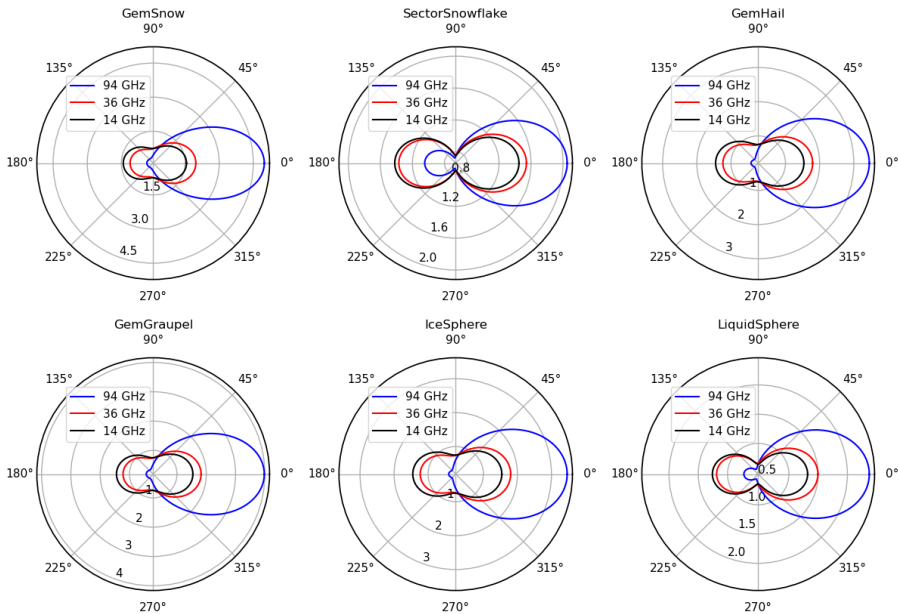 GemSnow
90°
135°
45°
94 GHz
36 GHz
14 GHz
180°
0°
1.5
3.0
4.5
225°
315°
270°
SectorSnowflake
90°
135°
45°
94 GHz
36 GHz
14 GHz
180°
0°
0.8
1.2
1.6
2.0
225°
315°
270°
GemHail
90°
135°
45°
94 GHz
36 GHz
14 GHz
180°
0°
1
2
3
225°
315°
270°
GemGraupel
90°
135°
45°
94 GHz
36 GHz
14 GHz
180°
0°
1
2
3
4
225°
315°
270°
IceSphere
90°
135°
45°
94 GHz
36 GHz
14 GHz
180°
0°
1
2
3
225°
315°
270°
LiquidSphere
90°
135°
45°
94 GHz
36 GHz
14 GHz
180°
0°
0.5
1.0
1.5
2.0
225°
315°
270°